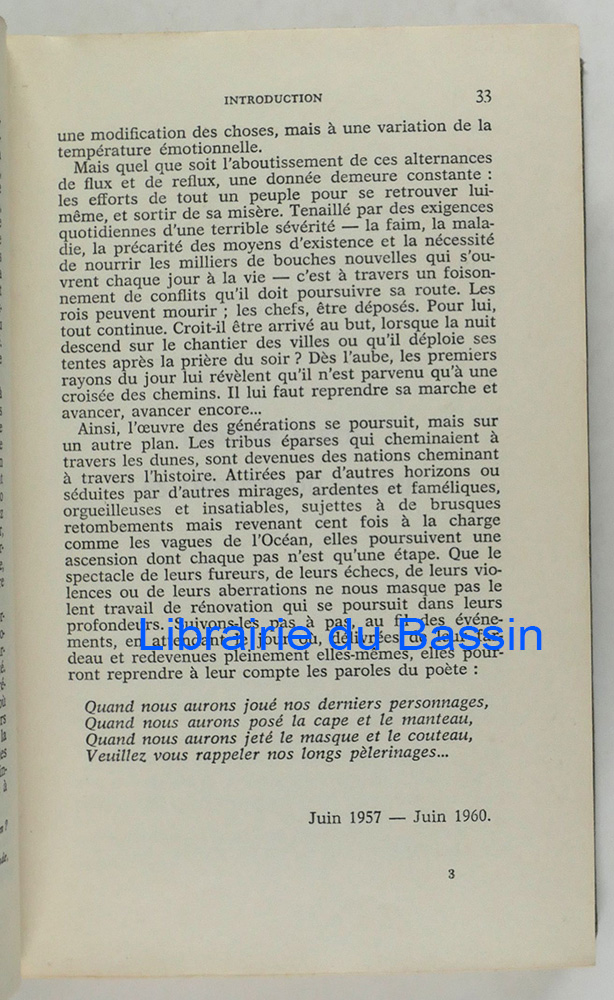 INTRODUCTION 33
une modification des choses, mais à une variation de la
température émotionnelle.
Mais quel que soit l'aboutissement de ces alternances
de flux et de reflux, une donnée demeure constante :
les efforts de tout un peuple pour se retrouver lui-
même, et sortir de sa misère. Tenaillé par des exigences
quotidiennes d'une terrible sévérité — la faim, la mala-
die, la précarité des moyens d'existence et la nécessité
de nourrir les milliers de bouches nouvelles qui s'ou-
vrent chaque jour à la vie — c'est à travers un foison-
nement de conflits qu'il doit poursuivre sa route. Les
rois peuvent mourir ; les chefs, être déposés. Pour lui,
tout continue. Croit-il être arrivé au but, lorsque la nuit
descend sur le chantier des villes ou qu'il déploie ses
tentes après la prière du soir ? Dès l'aube, les premiers
rayons du jour lui révèlent qu'il n'est parvenu qu'à une
croisée des chemins. Il lui faut reprendre sa marche et
avancer, avancer encore...
Ainsi, l'œuvre des générations se poursuit, mais sur
un autre plan. Les tribus éparses qui cheminaient à
travers les dunes, sont devenues des nations cheminant
à travers l'histoire. Attirées par d'autres horizons ou
séduites par d'autres mirages, ardentes et faméliques,
orgueilleuses et insatiables, sujettes à de brusques
retombements mais revenant cent fois à la charge
comme les vagues de l'Océan, elles poursuivent une
ascension dont chaque pas n'est qu'une étape. Que le
spectacle de leurs fureurs, de leurs échecs, de leurs vio-
lences ou de leurs aberrations ne nous masque pas le
lent travail de rénovation qui se poursuit dans leurs
profondeurs. Suivons-les pas à pas, au fil des événe-
ments, en attendant le jour où, délivrées de leur far-
deau et redevenues pleinement elles-mêmes, elles pour-
ront reprendre à leur compte les paroles du poète :
Quand nous aurons joué nos derniers personnages,
Quand nous aurons posé la cape et le manteau,
Quand nous aurons jeté le masque et le couteau,
Veuillez vous rappeler nos longs pèlerinages...
Juin 1957 — Juin 1960.
3
Librairie du Bassin